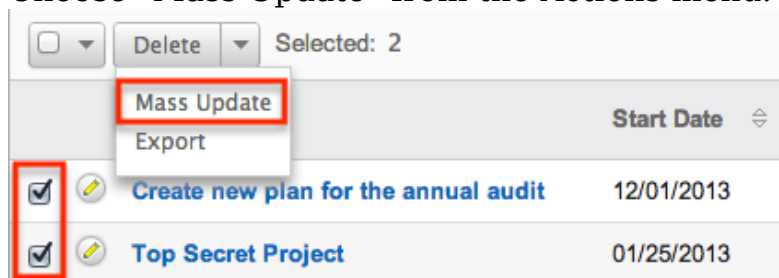 Choose "Mass Update" from the Actions menu.
Delete Selected: 2
Mass Update
Export
Start Date
Create new plan for the annual audit 12/01/2013
Top Secret Project 01/25/2013